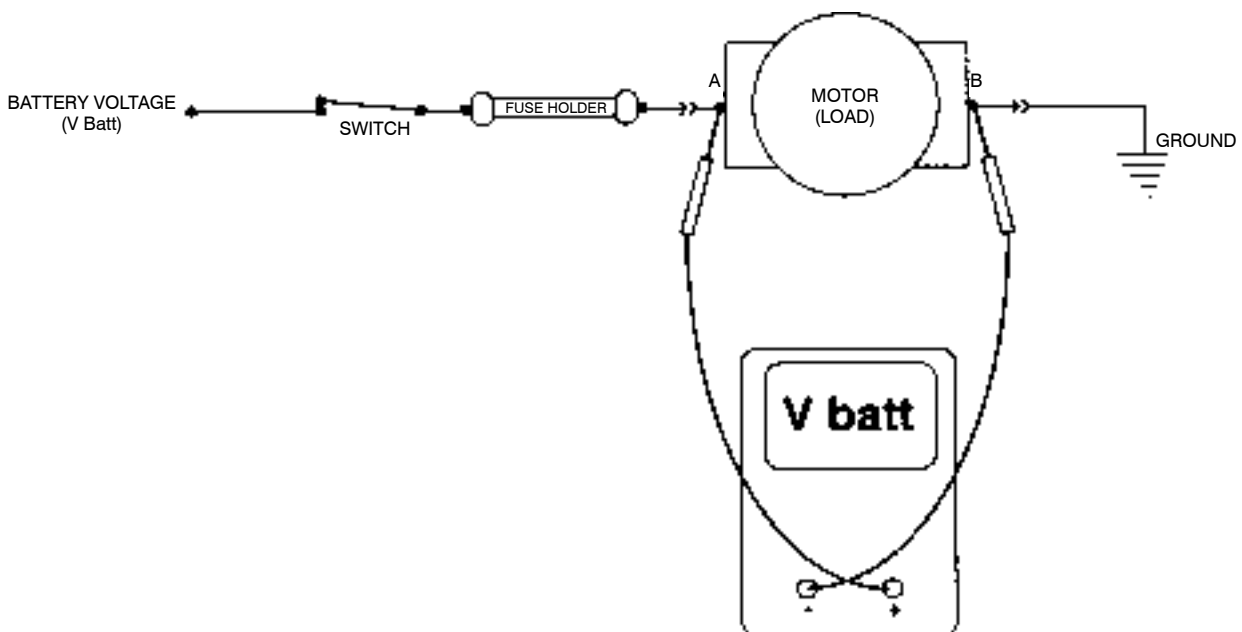 BATTERY VOLTAGE
(V Batt)
SWITCH
FUSE HOLDER
A
MOTOR
(LOAD)
B
GROUND
V batt
- +